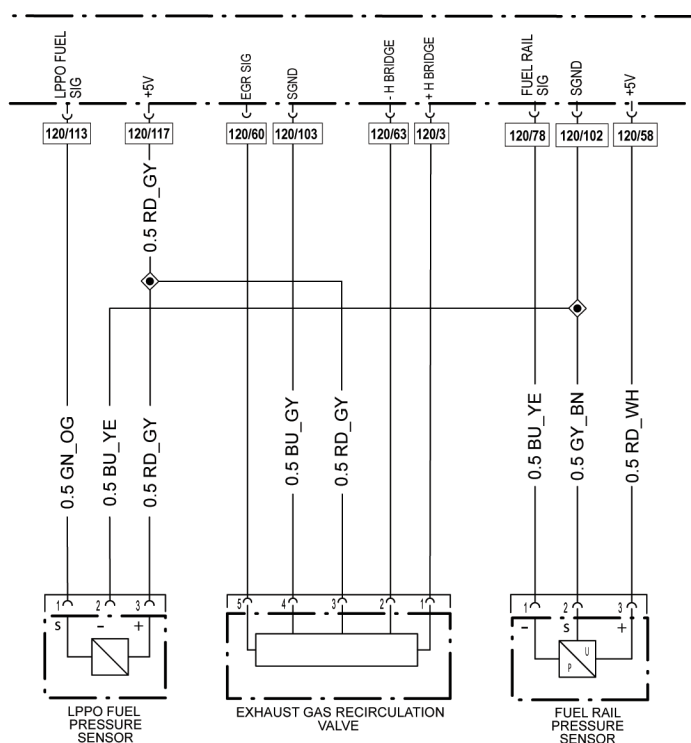 LPPO FUEL
SIG
+5V
EGR SIG
SGND
- H BRIDGE
+ H BRIDGE
FUEL RAIL
SIG
SGND
+5V
120/113
120/117
120/60
120/103
120/63
120/3
120/78
120/102
120/58
0.5 RD_GY
0.5 GN_OG
0.5 BU_YE
0.5 RD_GY
0.5 BU_GY
0.5 RD_GY
0.5 BU_YE
0.5 GY_BN
0.5 RD_WH
1 2 3
5 4 3 2 1
1 2 3
S - +
- S +
U
P
LPPO FUEL
PRESSURE
SENSOR
EXHAUST GAS RECIRCULATION
VALVE
FUEL RAIL
PRESSURE
SENSOR